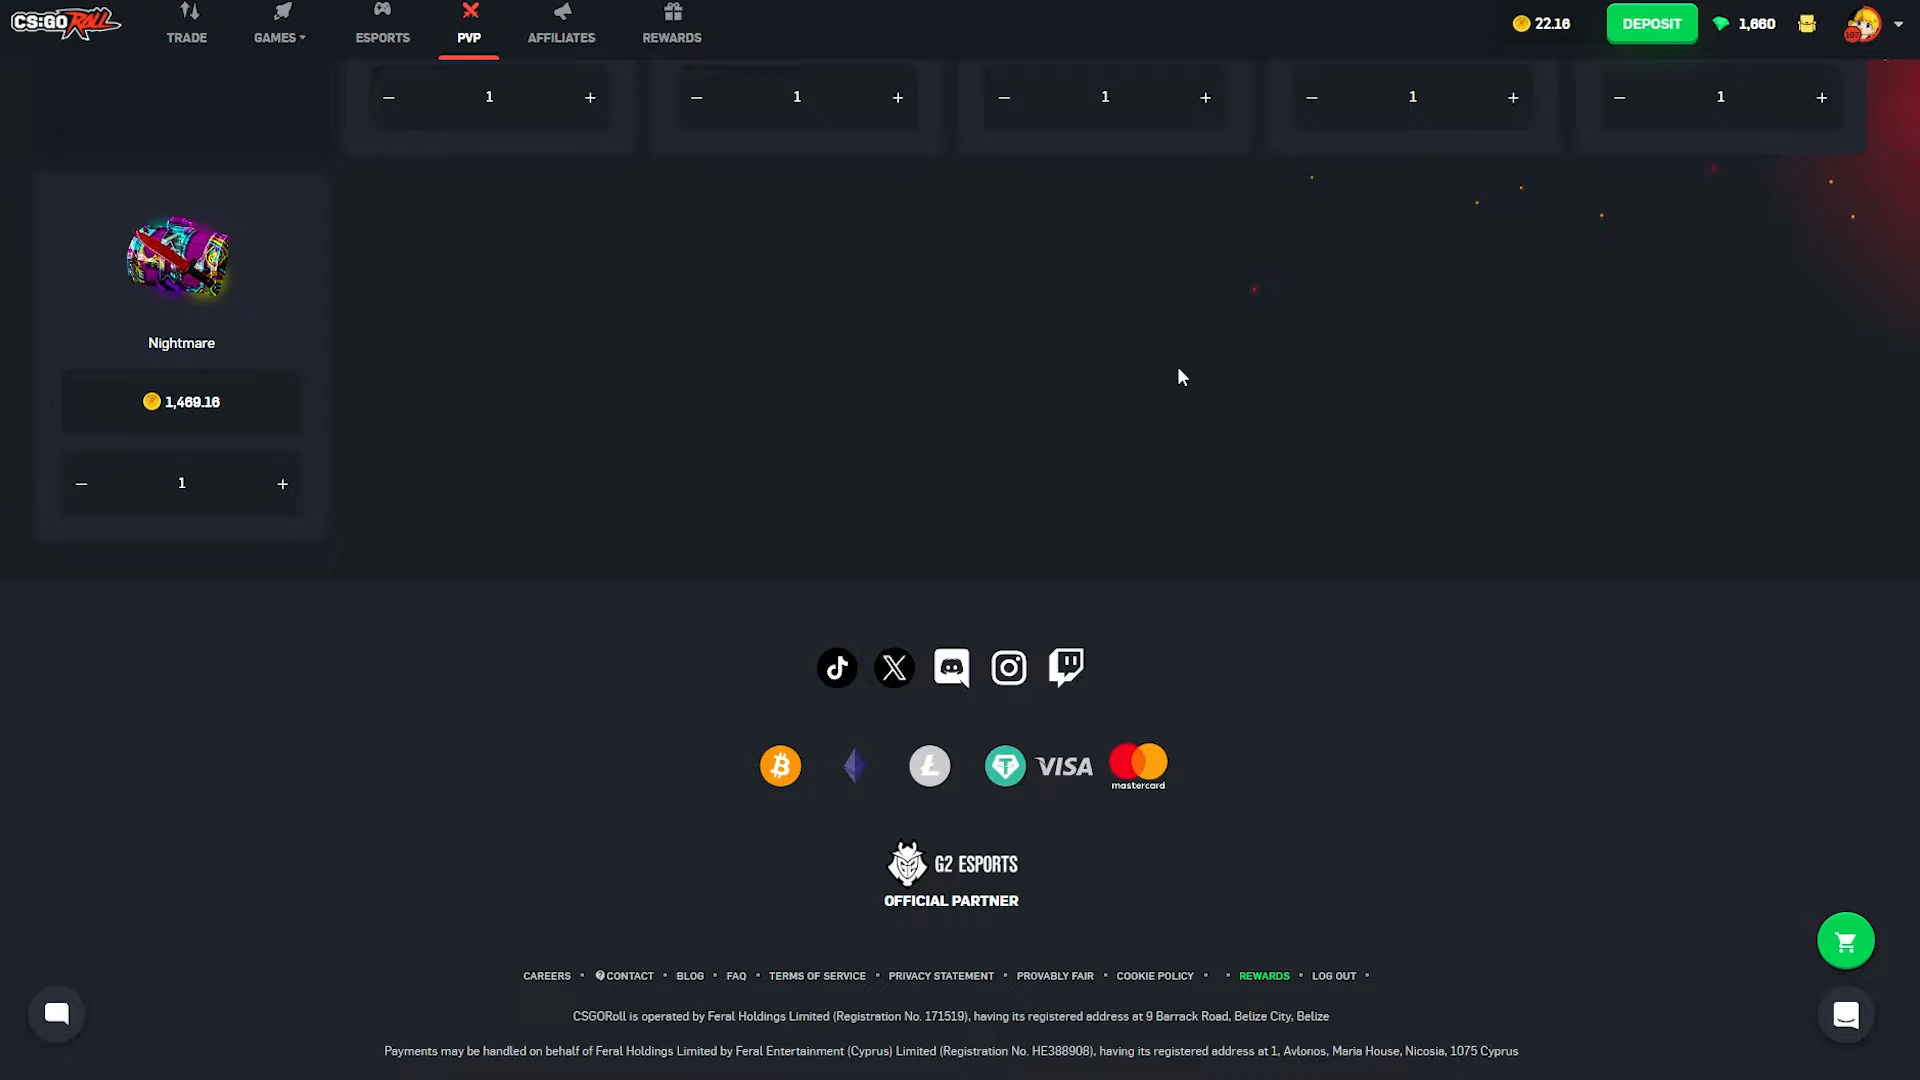 CS:GO ROLL
TRADE
GAMES
ESPORTS
PVP
AFFILIATES
REWARDS
22.16
DEPOSIT
1,660
107
— 1 +
— 1 +
— 1 +
— 1 +
— 1 +
Nightmare
1,469.16
— 1 +
VISA
mastercard
G2 ESPORTS
OFFICIAL PARTNER
CAREERS • CONTACT • BLOG • FAQ • TERMS OF SERVICE • PRIVACY STATEMENT • PROVABLY FAIR • COOKIE POLICY • • REWARDS • LOG OUT •
CSGORoll is operated by Feral Holdings Limited (Registration No. 171519), having its registered address at 9 Barrack Road, Belize City, Belize
Payments may be handled on behalf of Feral Holdings Limited by Feral Entertainment (Cyprus) Limited (Registration No. HE388908), having its registered address at 1, Avlonos, Maria House, Nicosia, 1075 Cyprus